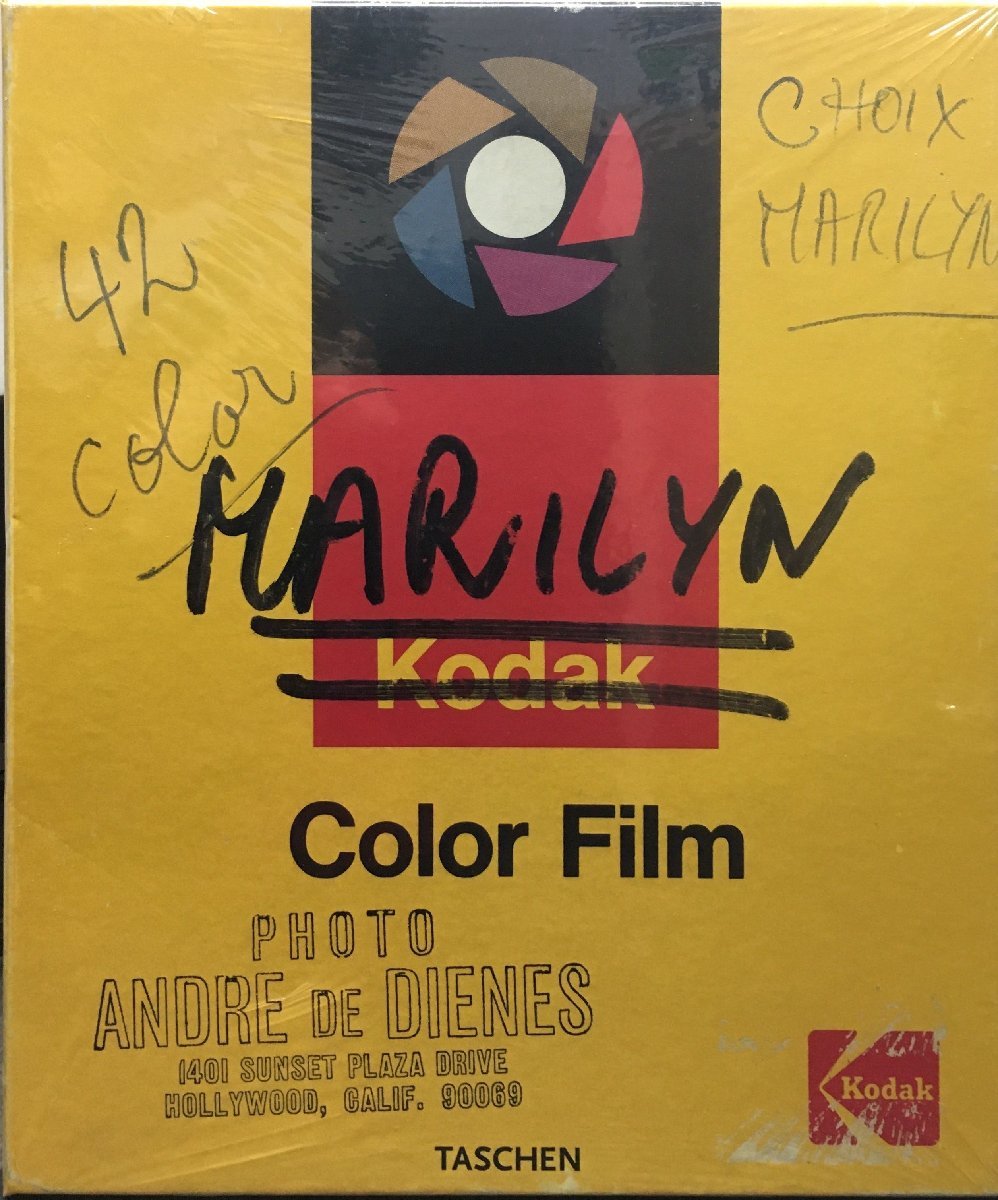 CHOIX
MARILYN
42
color
MARILYN
Kodak
Color Film
PHOTO
ANDRE DE DIENES
1401 SUNSET PLAZA DRIVE
HOLLYWOOD, CALIF. 90069
Kodak
TASCHEN